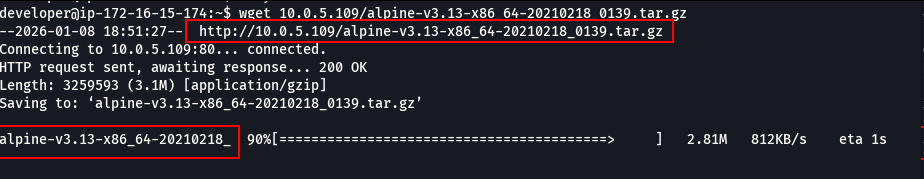 developer@ip-172-16-15-174:~$ wget 10.0.5.109/alpine-v3.13-x86_64-20210218_0139.tar.gz
--2026-01-08 18:51:27--  http://10.0.5.109/alpine-v3.13-x86_64-20210218_0139.tar.gz
Connecting to 10.0.5.109:80... connected.
HTTP request sent, awaiting response... 200 OK
Length: 3259593 (3.1M) [application/gzip]
Saving to: ‘alpine-v3.13-x86_64-20210218_0139.tar.gz’
alpine-v3.13-x86_64-20210218_  90%[=======================================>     ]   2.81M   812KB/s    eta 1s